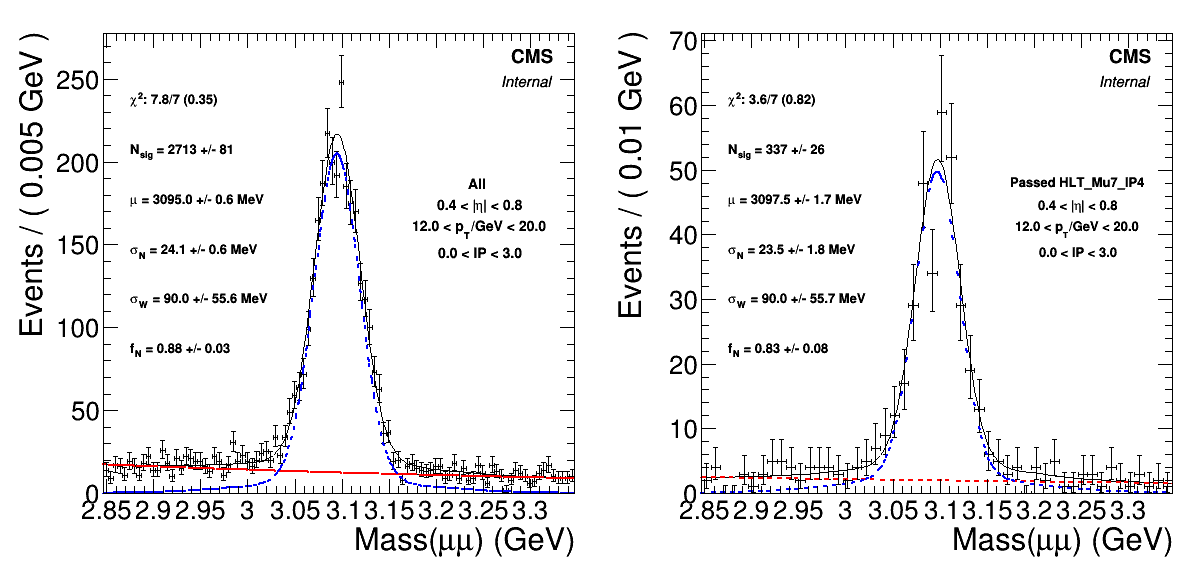 CMS
Internal
χ²: 7.8/7 (0.35)
N_sig = 2713 +/- 81
μ = 3095.0 +/- 0.6 MeV
σ_N = 24.1 +/- 0.6 MeV
σ_W = 90.0 +/- 55.6 MeV
f_N = 0.88 +/- 0.03
All
0.4 < |η| < 0.8
12.0 < p_T/GeV < 20.0
0.0 < IP < 3.0
Events / ( 0.005 GeV )
250
200
150
100
50
0
2.85 2.9 2.95 3 3.05 3.1 3.15 3.2 3.25 3.3
Mass(μμ) (GeV)
CMS
Internal
χ²: 3.6/7 (0.82)
N_sig = 337 +/- 26
μ = 3097.5 +/- 1.7 MeV
σ_N = 23.5 +/- 1.8 MeV
σ_W = 90.0 +/- 55.7 MeV
f_N = 0.83 +/- 0.08
Passed HLT_Mu7_IP4
0.4 < |η| < 0.8
12.0 < p_T/GeV < 20.0
0.0 < IP < 3.0
Events / ( 0.01 GeV )
70
60
50
40
30
20
10
0
2.85 2.9 2.95 3 3.05 3.1 3.15 3.2 3.25 3.3
Mass(μμ) (GeV)